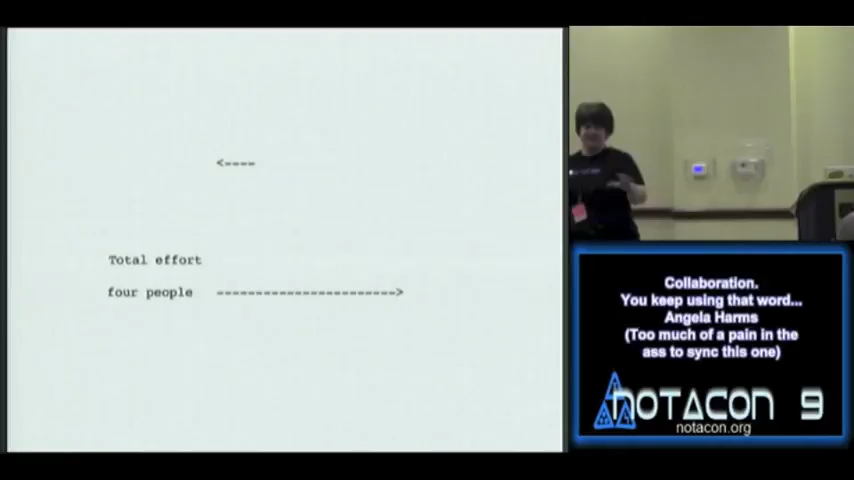 <----
Total effort
four people ----------------------->
Collaboration.
You keep using that word...
Angela Harms
(Too much of a pain in the
ass to sync this one)
NOTACON 9
notacon.org